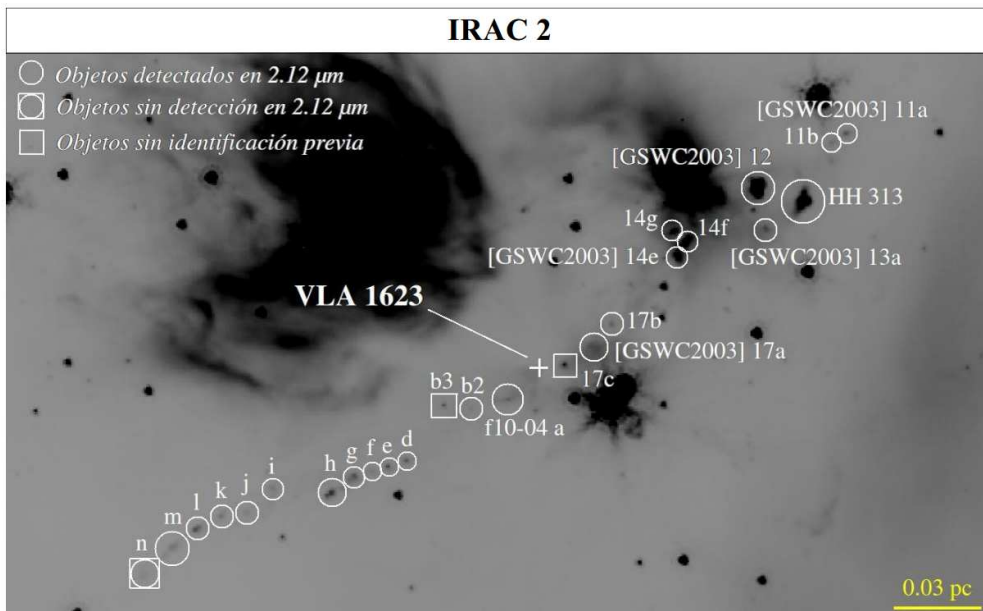 IRAC 2
Objetos detectados en 2.12 μm
Objetos sin detección en 2.12 μm
Objetos sin identificación previa
[GSWC2003] 11a
11b
[GSWC2003] 12
HH 313
14g
14f
[GSWC2003] 14e
[GSWC2003] 13a
VLA 1623
17b
[GSWC2003] 17a
17c
b3
b2
f10-04 a
h
g
f
e
d
i
j
k
l
m
n
0.03 pc